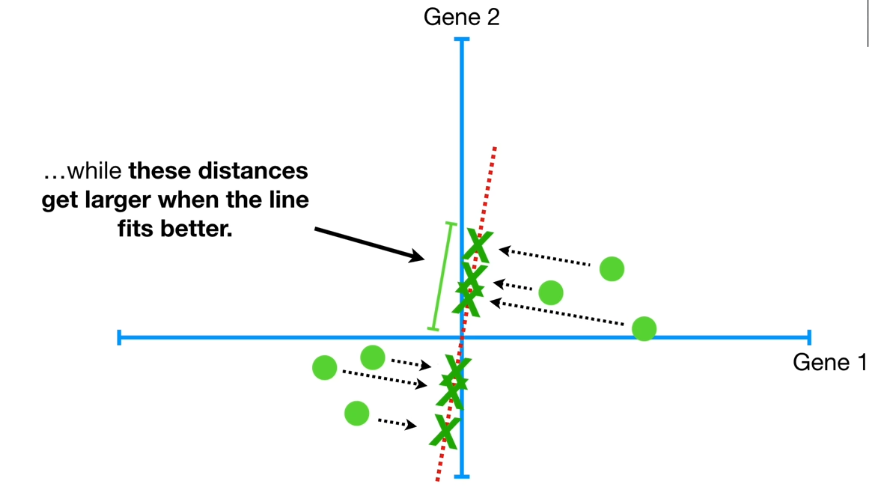 Gene 2
…while these distances
get larger when the line
fits better.
Gene 1